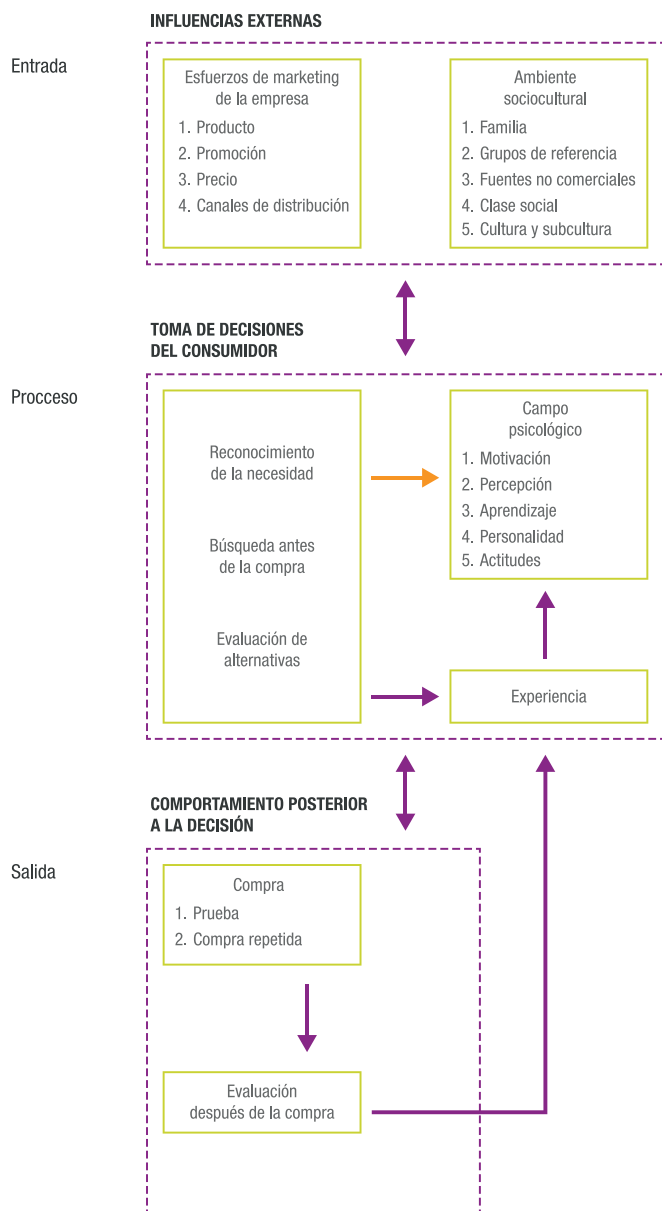 INFLUENCIAS EXTERNAS
Entrada
Esfuerzos de marketing
de la empresa
1. Producto
2. Promoción
3. Precio
4. Canales de distribución
Ambiente
sociocultural
1. Familia
2. Grupos de referencia
3. Fuentes no comerciales
4. Clase social
5. Cultura y subcultura
TOMA DE DECISIONES
DEL CONSUMIDOR
Procceso
Reconocimiento
de la necesidad
Búsqueda antes
de la compra
Evaluación de
alternativas
Campo
psicológico
1. Motivación
2. Percepción
3. Aprendizaje
4. Personalidad
5. Actitudes
Experiencia
COMPORTAMIENTO POSTERIOR
A LA DECISIÓN
Salida
Compra
1. Prueba
2. Compra repetida
Evaluación
después de la compra